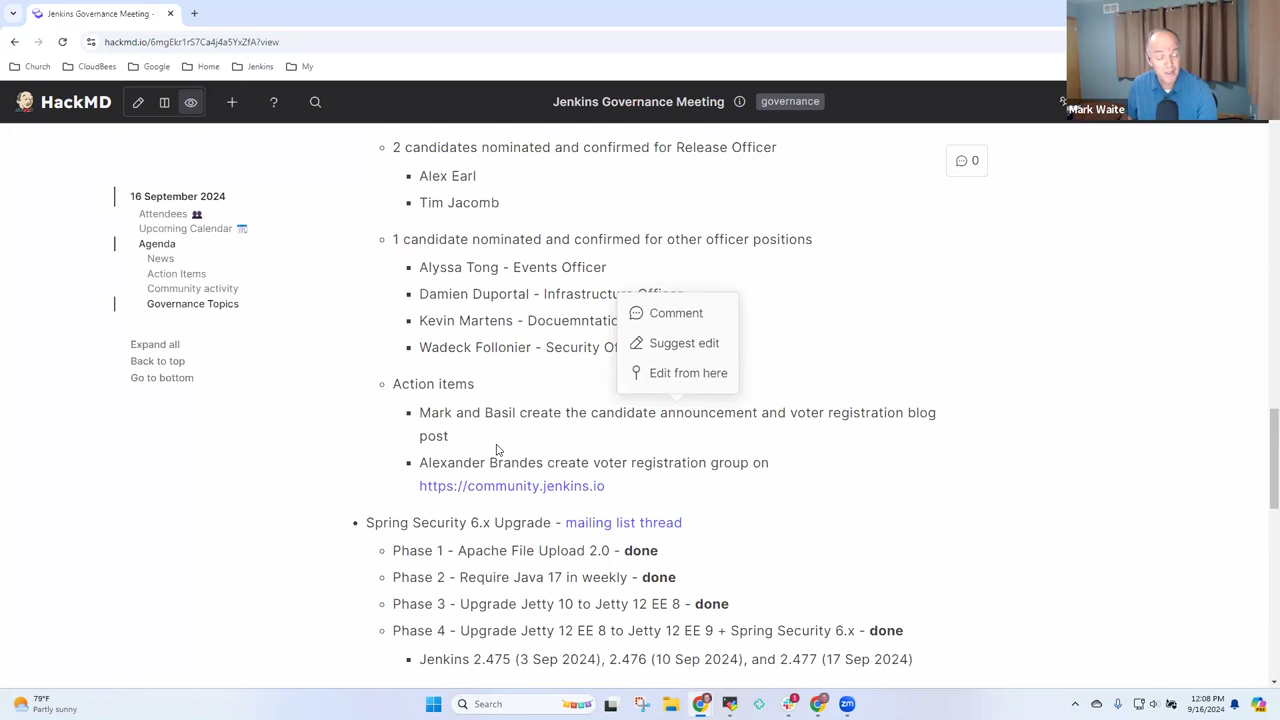 Jenkins Governance Meeting -
hackmd.io/6mgEkr1rS7Ca4j4a5YxZfA?view
Church
CloudBees
Google
Home
Jenkins
My
Mark Waite
HackMD
Jenkins Governance Meeting
governance
0
16 September 2024
Attendees
Upcoming Calendar
Agenda
News
Action Items
Community activity
Governance Topics
Expand all
Back to top
Go to bottom
2 candidates nominated and confirmed for Release Officer
Alex Earl
Tim Jacomb
1 candidate nominated and confirmed for other officer positions
Alyssa Tong - Events Officer
Damien Duportal - Infrastructure Officer
Kevin Martens - Docuemntatio
Wadeck Follonier - Security Of
Comment
Suggest edit
Edit from here
Action items
Mark and Basil create the candidate announcement and voter registration blog
post
Alexander Brandes create voter registration group on
https://community.jenkins.io
Spring Security 6.x Upgrade - mailing list thread
Phase 1 - Apache File Upload 2.0 - done
Phase 2 - Require Java 17 in weekly - done
Phase 3 - Upgrade Jetty 10 to Jetty 12 EE 8 - done
Phase 4 - Upgrade Jetty 12 EE 8 to Jetty 12 EE 9 + Spring Security 6.x - done
Jenkins 2.475 (3 Sep 2024), 2.476 (10 Sep 2024), and 2.477 (17 Sep 2024)
79°F
Partly sunny
Search
zm
12:08 PM
9/16/2024